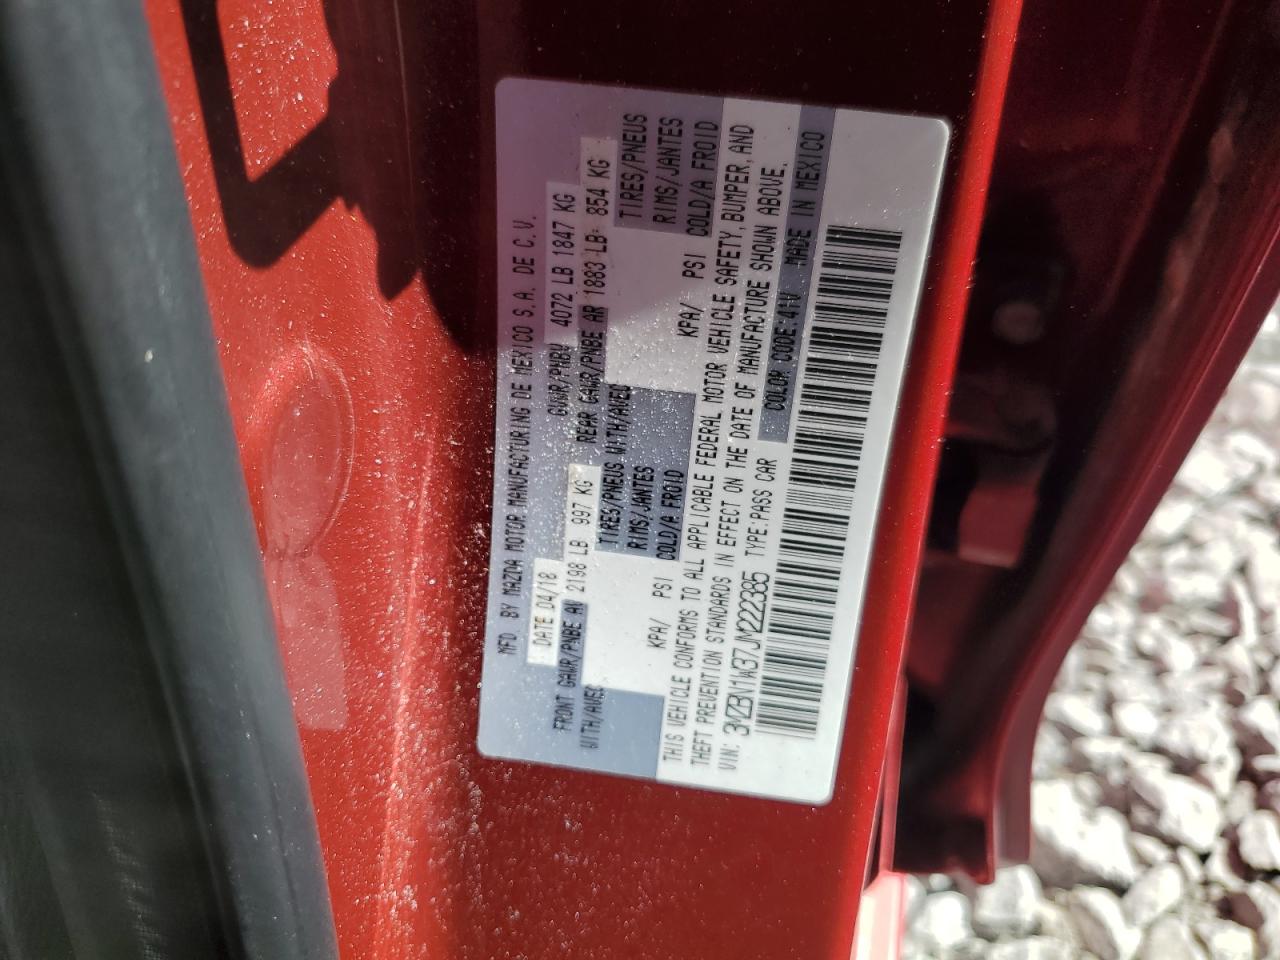 MFD BY MAZDA MOTOR MANUFACTURING DE MEXICO S.A. DE C.V.
DATE 04/18 GVWR/PNBV 4072 LB 1847 KG
FRONT GAWR/PNBE AV 2198 LB 997 KG REAR GAWR/PNBE AR 1883 LB 854 KG
WITH/AVEC TIRES/PNEUS WITH/AVEC TIRES/PNEUS
RIMS/JANTES RIMS/JANTES
KPA/ PSI COLD/A FROID KPA/ PSI COLD/A FROID
THIS VEHICLE CONFORMS TO ALL APPLICABLE FEDERAL MOTOR VEHICLE SAFETY, BUMPER, AND
THEFT PREVENTION STANDARDS IN EFFECT ON THE DATE OF MANUFACTURE SHOWN ABOVE.
VIN: 3MZBV1W37JM222385 TYPE:PASS CAR COLOR CODE:41V MADE IN MEXICO